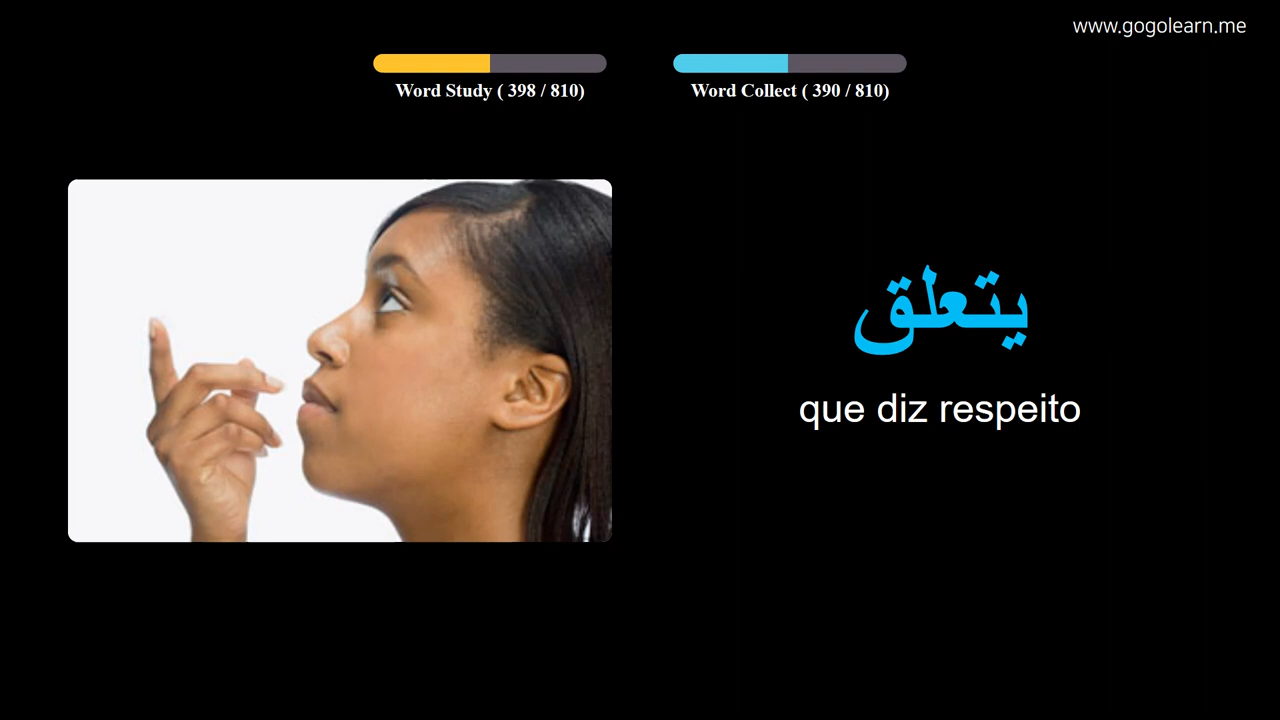 www.gogolearn.me
Word Study ( 398 / 810)
Word Collect ( 390 / 810)
يتعلق
que diz respeito